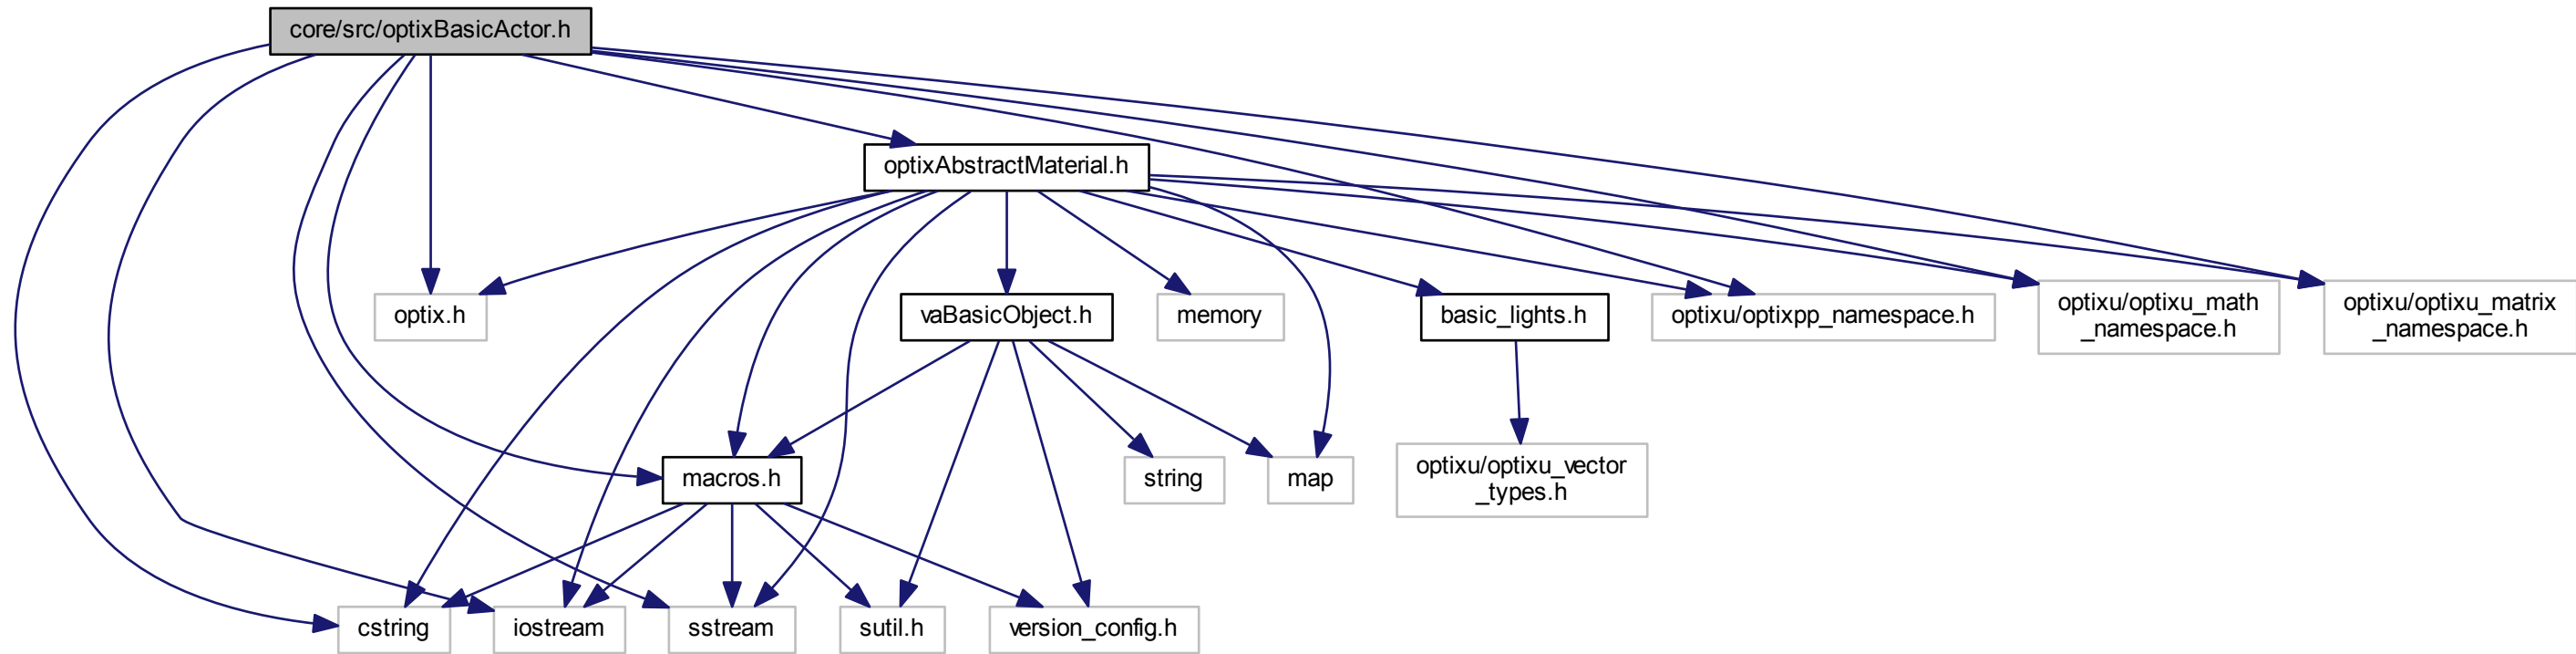 core/src/optixBasicActor.h
optixAbstractMaterial.h
optix.h
vaBasicObject.h
memory
basic_lights.h
optixu/optixpp_namespace.h
optixu/optixu_math
_namespace.h
optixu/optixu_matrix
_namespace.h
macros.h
string
map
optixu/optixu_vector
_types.h
cstring
iostream
sstream
sutil.h
version_config.h